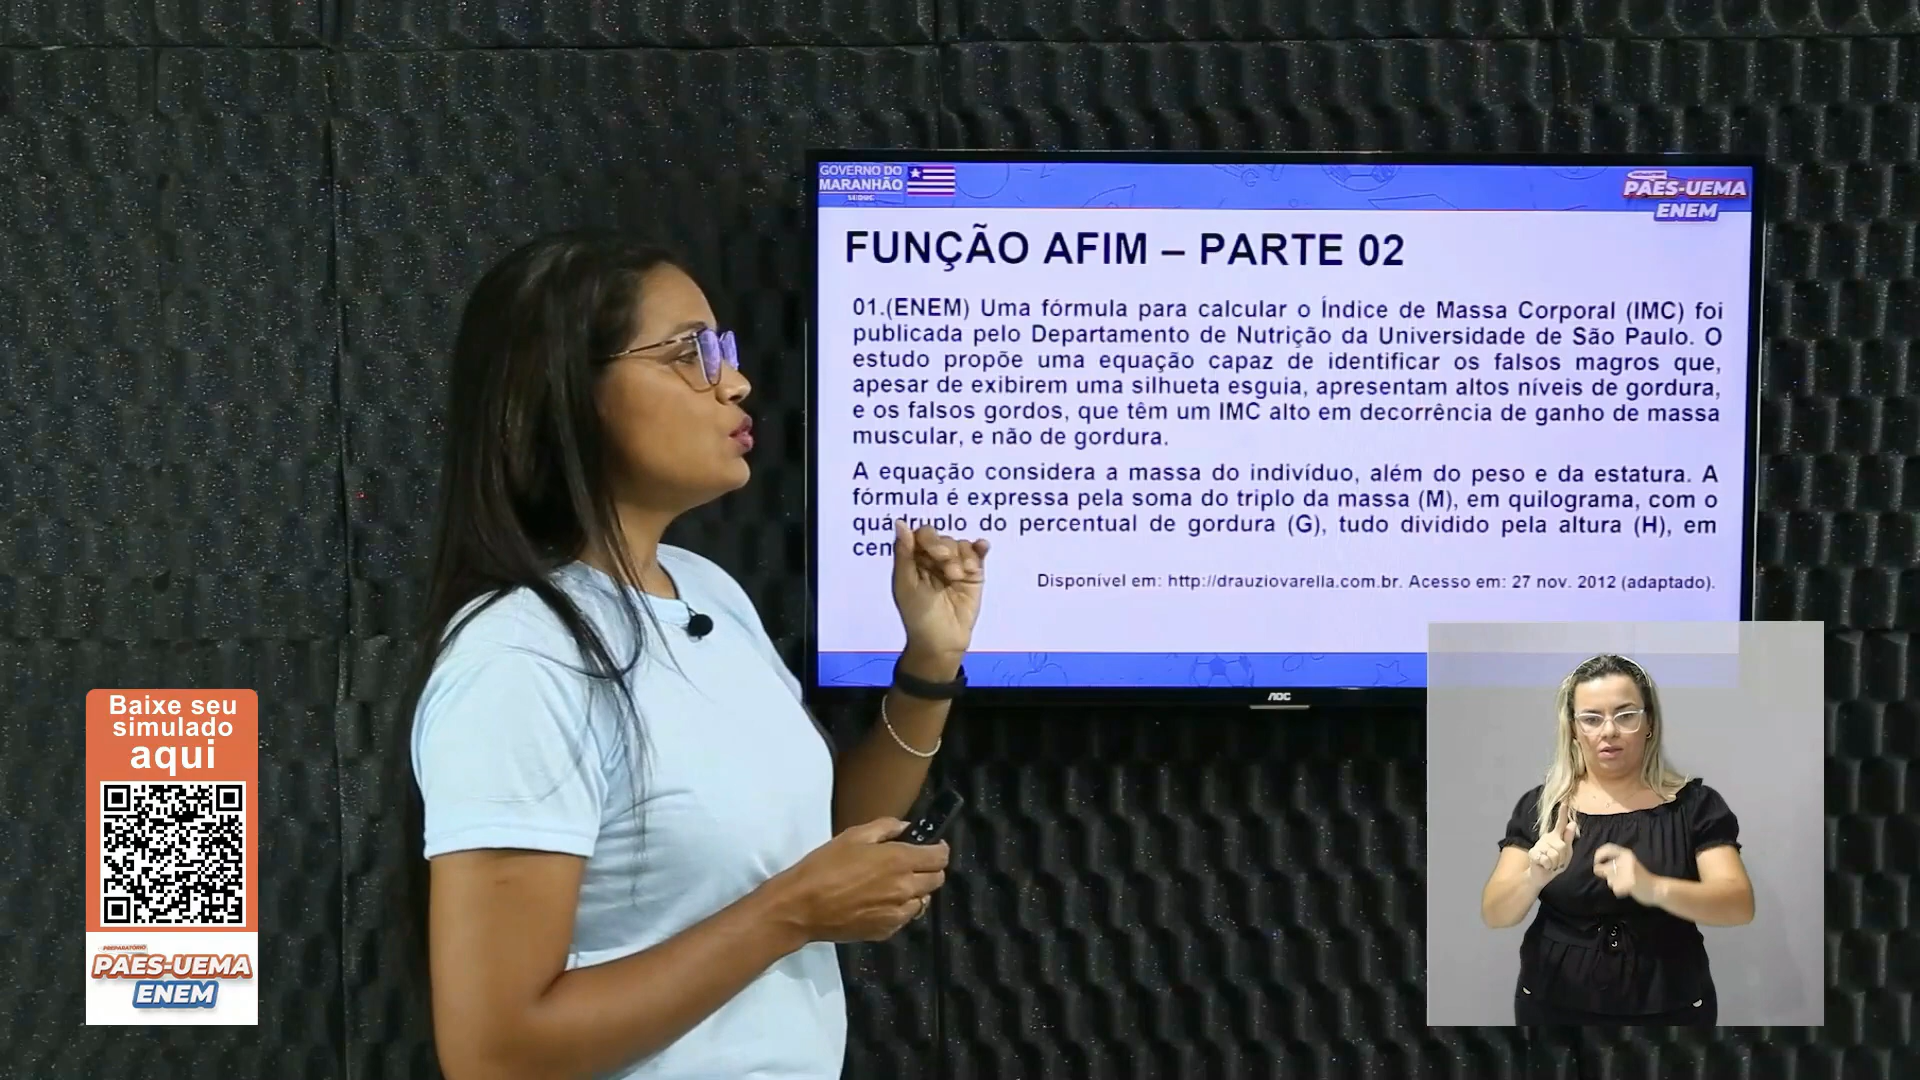 GOVERNO DO
MARANHÃO
SEDUC
PAES-UEMA
ENEM
FUNÇÃO AFIM – PARTE 02
01.(ENEM) Uma fórmula para calcular o Índice de Massa Corporal (IMC) foi
publicada pelo Departamento de Nutrição da Universidade de São Paulo. O
estudo propõe uma equação capaz de identificar os falsos magros que,
apesar de exibirem uma silhueta esguia, apresentam altos níveis de gordura,
e os falsos gordos, que têm um IMC alto em decorrência de ganho de massa
muscular, e não de gordura.
A equação considera a massa do indivíduo, além do peso e da estatura. A
fórmula é expressa pela soma do triplo da massa (M), em quilograma, com o
quádruplo do percentual de gordura (G), tudo dividido pela altura (H), em
cen
Disponível em: http://drauziovarella.com.br. Acesso em: 27 nov. 2012 (adaptado).
AOC
Baixe seu
simulado
aqui
PREPARATÓRIO
PAES-UEMA
ENEM